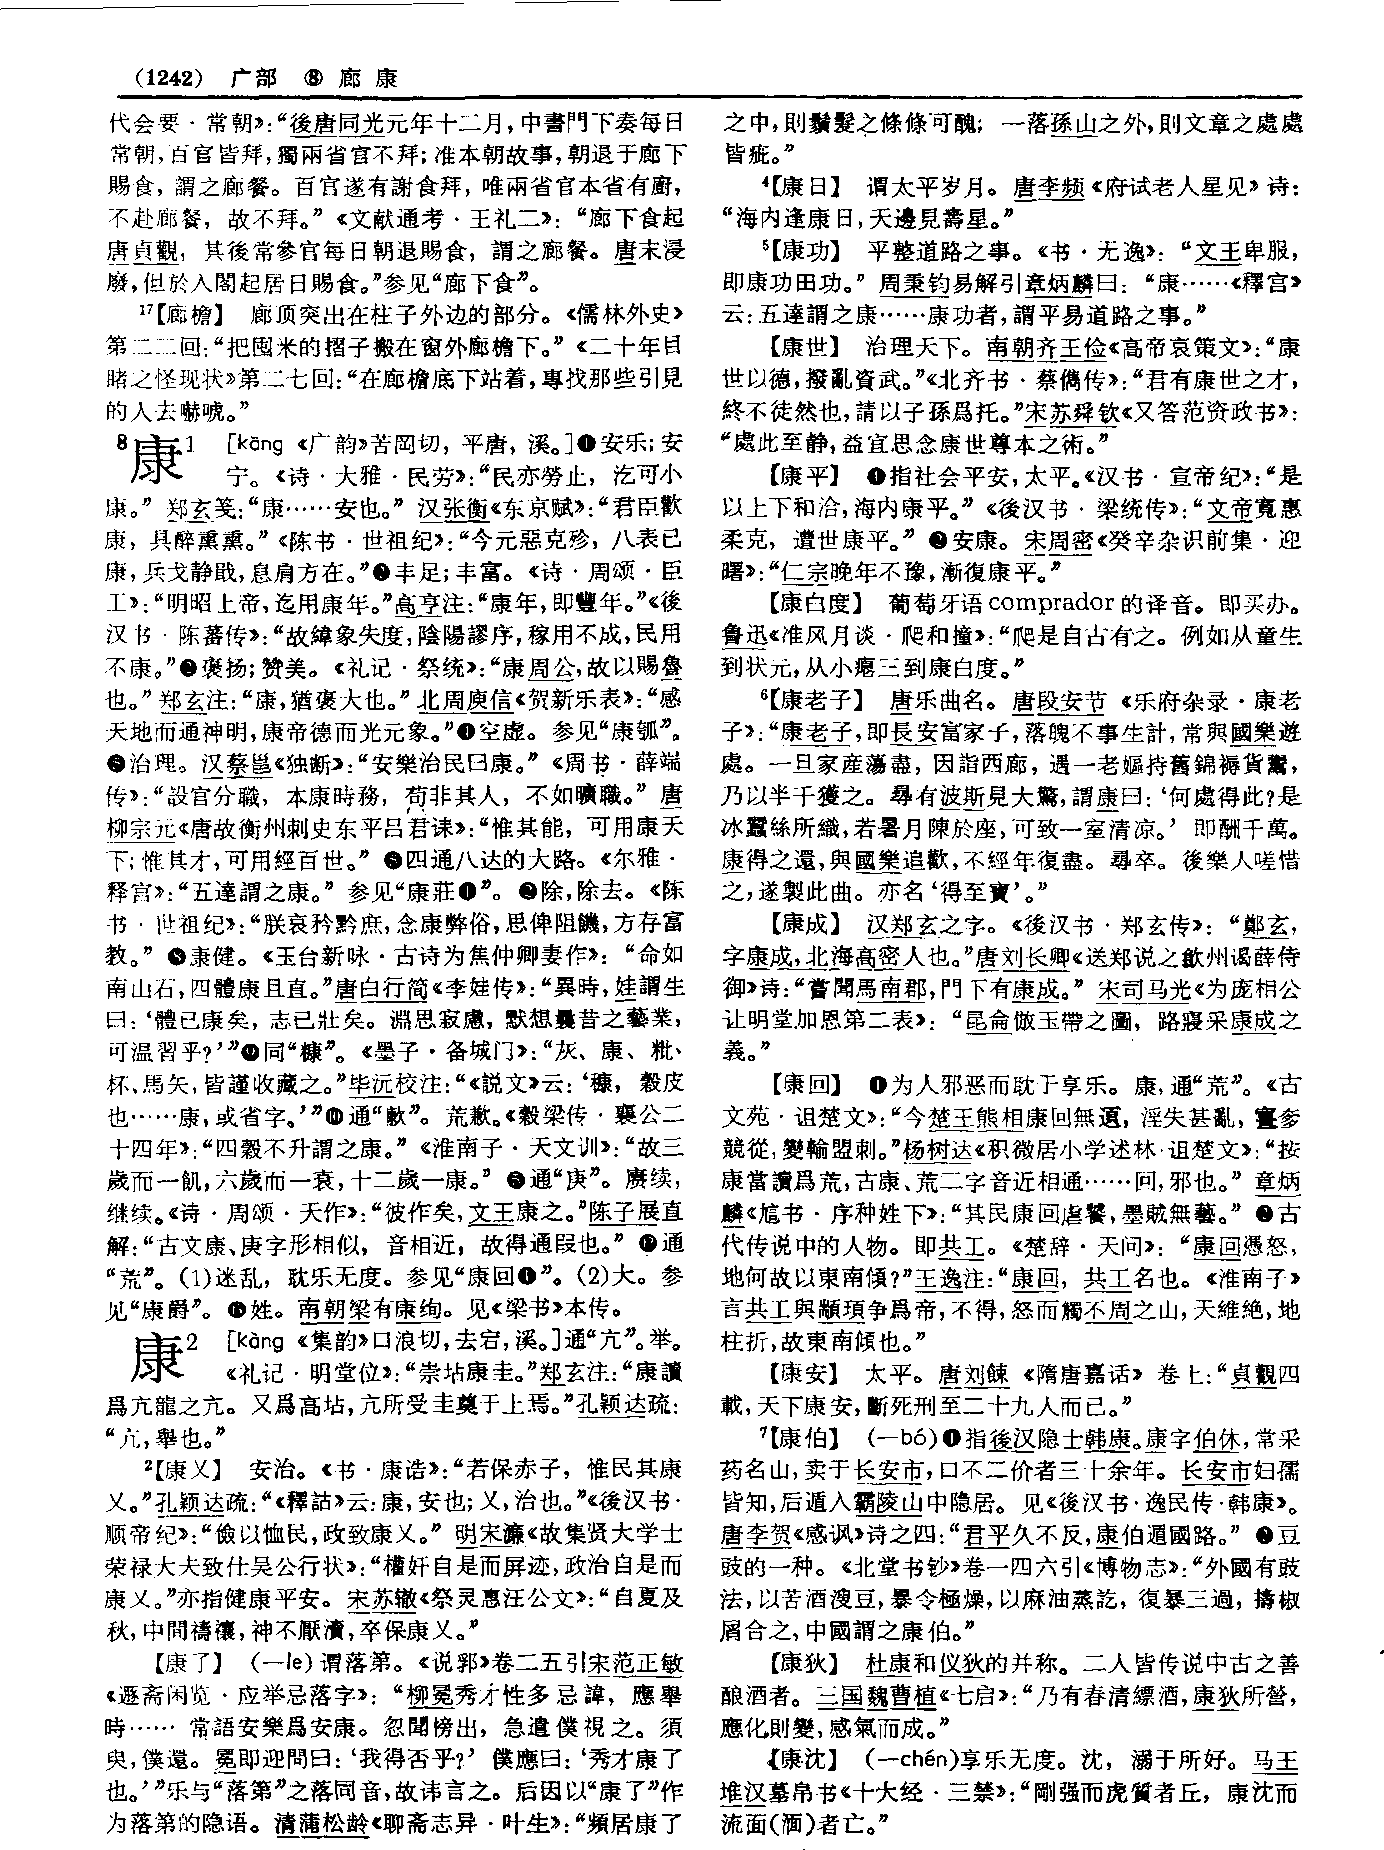 (1242) 广部 ⑧ 廊 康
代会要·常朝》：“後唐同光元年十二月，中書門下奏每日
常朝，百官皆拜，獨兩省官不拜；准本朝故事，朝退于廊下
賜食，謂之廊餐。百官遂有謝食拜，唯兩省官本省有廚，
不赴廊餐，故不拜。”《文献通考·王礼二》：“廊下食起
唐貞觀，其後常參官每日朝退賜食，謂之廊餐。唐末浸
廢，但於入閣起居日賜食。”参见“廊下食”。
17【廊檐】 廊顶突出在柱子外边的部分。《儒林外史》
第二二回：“把囤米的摺子搬在窗外廊檐下。”《二十年目
睹之怪现状》第二七回：“在廊檐底下站着，專找那些引見
的人去嚇唬。”
8康1 [kāng《广韵》苦岡切，平唐，溪。]❶安乐；安
宁。《诗·大雅·民劳》：“民亦勞止，汔可小
康。”郑玄笺：“康……安也。”汉张衡《东京赋》：“君臣歡
康，具醉熏熏。”《陈书·世祖纪》：“今元惡克殄，八表已
康，兵戈静戢，息肩方在。”❷丰足；丰富。《诗·周颂·臣
工》：“明昭上帝，迄用康年。”高亨注：“康年，即豐年。”《後
汉书·陈蕃传》：“故緯象失度，陰陽謬序，稼用不成，民用
不康。”❸褒扬；赞美。《礼记·祭统》：“康周公，故以賜魯
也。”郑玄注：“康，猶褒大也。”北周庾信《贺新乐表》：“感
天地而通神明，康帝德而光元象。”❹空虚。参见“康瓠”。
❺治理。汉蔡邕《独断》：“安樂治民曰康。”《周书·薛端
传》：“設官分職，本康時務，苟非其人，不如曠職。”唐
柳宗元《唐故衡州刺史东平吕君诔》：“惟其能，可用康天
下；惟其才，可用經百世。”❻四通八达的大路。《尔雅·
释宫》：“五達謂之康。”参见“康莊❶”。❼除，除去。《陈
书·世祖纪》：“朕哀矜黔庶，念康弊俗，思俾阻饑，方存富
教。”❽康健。《玉台新咏·古诗为焦仲卿妻作》：“命如
南山石，四體康且直。”唐白行简《李娃传》：“異時，娃謂生
曰：‘體已康矣，志已壯矣。淵思寂慮，默想曩昔之藝業，
可温習乎？’”❾同“糠”。《墨子·备城门》：“灰、康、粃、
杯、馬矢，皆謹收藏之。”毕沅校注：“《説文》云：‘穅，穀皮
也……康，或省字。’”❿通“歉”。荒歉。《穀梁传·襄公二
十四年》：“四穀不升謂之康。”《淮南子·天文训》：“故三
歲而一飢，六歲而一衰，十二歲一康。”⓫通“庚”。赓续，
继续。《诗·周颂·天作》：“彼作矣，文王康之。”陈子展直
解：“古文康、庚字形相似，音相近，故得通叚也。”⓬通
“荒”。(1)迷乱，耽乐无度。参见“康回❶”。(2)大。参
见“康爵”。⓭姓。南朝梁有康绚。见《梁书》本传。
康2 [kàng《集韵》口浪切，去宕，溪。]通“亢”。举。
《礼记·明堂位》：“崇坫康圭。”郑玄注：“康讀
爲亢龍之亢。又爲高坫，亢所受圭奠于上焉。”孔颖达疏：
“亢，舉也。”
2【康乂】 安治。《书·康诰》：“若保赤子，惟民其康
乂。”孔颖达疏：“《釋詁》云：康，安也；乂，治也。”《後汉书·
顺帝纪》：“儉以恤民，政致康乂。”明宋濂《故集贤大学士
荣禄大夫致仕吴公行状》：“權奸自是而屏迹，政治自是而
康乂。”亦指健康平安。宋苏辙《祭灵惠汪公文》：“自夏及
秋，中間禱禳，神不厭瀆，卒保康乂。”
【康了】 (一le)谓落第。《说郛》卷二五引宋范正敏
《遯斋闲览·应举忌落字》：“柳冕秀才性多忌諱，應舉
時……常語安樂爲安康。忽聞榜出，急遣僕視之。須
臾，僕還。冕即迎問曰：‘我得否乎？’僕應曰：‘秀才康了
也。’”乐与“落第”之落同音，故讳言之。后因以“康了”作
为落第的隐语。清蒲松龄《聊斋志异·叶生》：“頻居康了
之中，則鬚髮之條條可醜；一落孫山之外，則文章之處處
皆疵。”
4【康日】 谓太平岁月。唐李频《府试老人星见》诗：
“海内逢康日，天邊見壽星。”
5【康功】 平整道路之事。《书·无逸》：“文王卑服，
即康功田功。”周秉钧易解引章炳麟曰：“康……《釋宫》
云：五達謂之康……康功者，謂平易道路之事。”
【康世】 治理天下。南朝齐王俭《高帝哀策文》：“康
世以德，撥亂資武。”《北齐书·蔡儁传》：“君有康世之才，
終不徒然也，請以子孫爲托。”宋苏舜钦《又答范资政书》：
“處此至静，益宜思念康世尊本之術。”
【康平】 ❶指社会平安，太平。《汉书·宣帝纪》：“是
以上下和洽，海内康平。”《後汉书·梁统传》：“文帝寬惠
柔克，遭世康平。”❷安康。宋周密《癸辛杂识前集·迎
曙》：“仁宗晚年不豫，漸復康平。”
【康白度】 葡萄牙语comprador的译音。即买办。
鲁迅《准风月谈·爬和撞》：“爬是自古有之。例如从童生
到状元，从小瘪三到康白度。”
6【康老子】 唐乐曲名。唐段安节《乐府杂录·康老
子》：“康老子，即長安富家子，落魄不事生計，常與國樂遊
處。一旦家産蕩盡，因詣西廊，遇一老嫗持舊錦褥貨鬻，
乃以半千獲之。尋有波斯見大驚，謂康曰：‘何處得此？是
冰蠶絲所織，若暑月陳於座，可致一室清凉。’即酬千萬。
康得之還，與國樂追歡，不經年復盡。尋卒。後樂人嗟惜
之，遂製此曲。亦名‘得至寶’。”
【康成】 汉郑玄之字。《後汉书·郑玄传》：“鄭玄，
字康成，北海高密人也。”唐刘长卿《送郑说之歙州谒薛侍
御》诗：“嘗聞馬南郡，門下有康成。”宋司马光《为庞相公
让明堂加恩第二表》：“昆侖倣玉帶之圖，路寢采康成之
義。”
【康回】 ❶为人邪恶而耽于享乐。康，通“荒”。《古
文苑·诅楚文》：“今楚王熊相康回無道，淫失甚亂，宣奓
競從，變輸盟刺。”杨树达《积微居小学述林·诅楚文》：“按
康當讀爲荒，古康、荒二字音近相通……回，邪也。”章炳
麟《訄书·序种姓下》：“其民康回虐饕，墨賊無藝。”❷古
代传说中的人物。即共工。《楚辞·天问》：“康回憑怒，
地何故以東南傾？”王逸注：“康回，共工名也。《淮南子》
言共工與顓頊争爲帝，不得，怒而觸不周之山，天維絶，地
柱折，故東南傾也。”
【康安】 太平。唐刘餗《隋唐嘉话》卷上：“貞觀四
載，天下康安，斷死刑至二十九人而已。”
7【康伯】 (一bó)❶指後汉隐士韩康。康字伯休，常采
药名山，卖于长安市，口不二价者三十余年。长安市妇孺
皆知，后遁入霸陵山中隐居。见《後汉书·逸民传·韩康》。
唐李贺《感讽》诗之四：“君平久不反，康伯遁國路。”❷豆
豉的一种。《北堂书钞》卷一四六引《博物志》：“外國有豉
法，以苦酒溲豆，暴令極燥，以麻油蒸訖，復暴三過，擣椒
屑合之，中國謂之康伯。”
【康狄】 杜康和仪狄的并称。二人皆传说中古之善
酿酒者。三国魏曹植《七启》：“乃有春清縹酒，康狄所營，
應化則變，感氣而成。”
【康沈】 (一chén)享乐无度。沈，溺于所好。马王
堆汉墓帛书《十大经·三禁》：“剛强而虎質者丘，康沈而
流面(湎)者亡。”